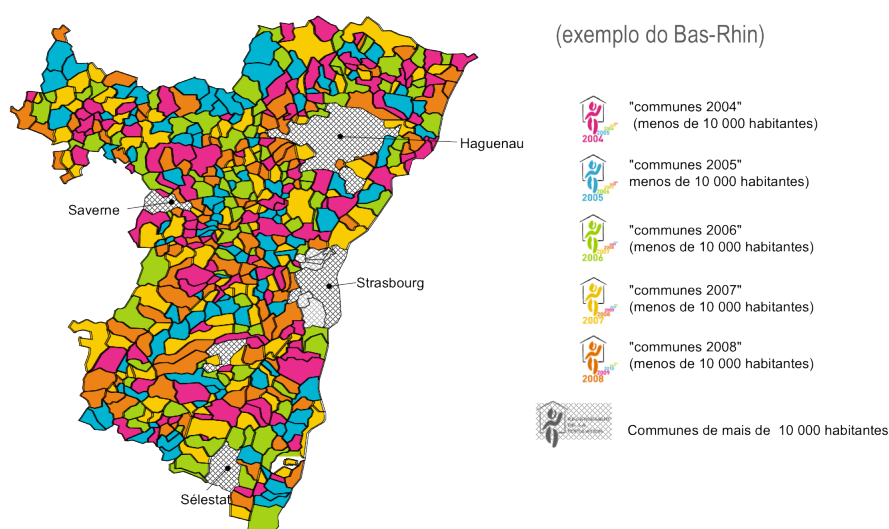 (exemplo do Bas-Rhin)
"communes 2004"
(menos de 10 000 habitantes)
2004
"communes 2005"
menos de 10 000 habitantes)
2005
"communes 2006"
(menos de 10 000 habitantes)
2006
"communes 2007"
(menos de 10 000 habitantes)
2007
"communes 2008"
(menos de 10 000 habitantes)
2008
Communes de mais de 10 000 habitantes
Haguenau
Saverne
Strasbourg
Sélestat